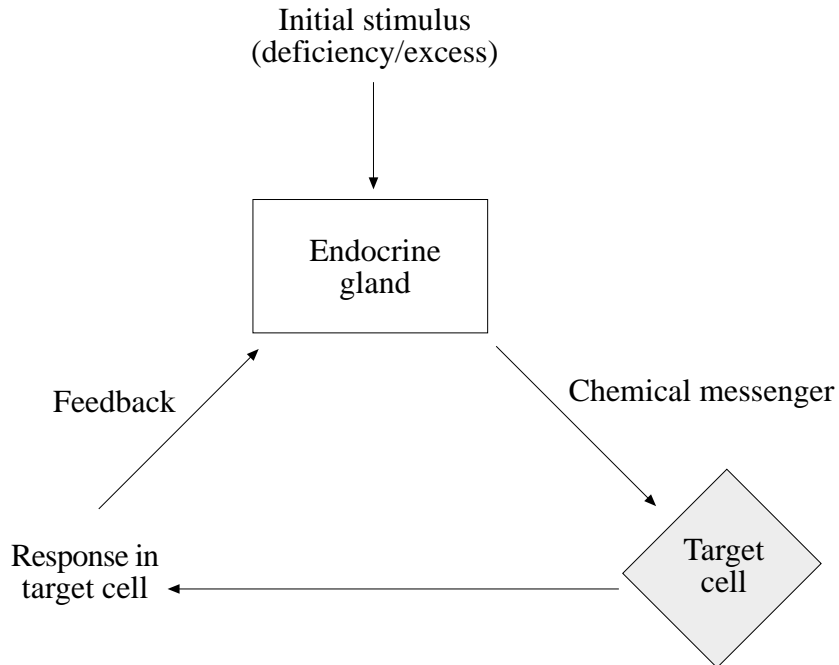 Initial stimulus
(deficiency/excess)
Endocrine
gland
Feedback
Chemical messenger
Response in
target cell
Target
cell